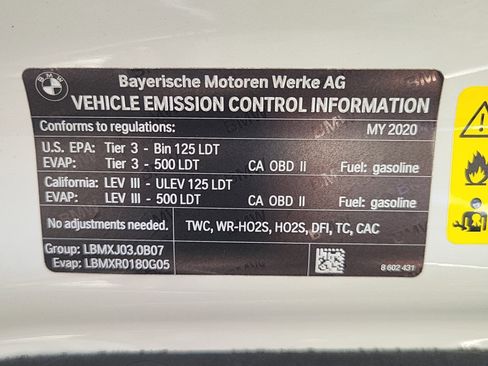 BMW
Bayerische Motoren Werke AG
VEHICLE EMISSION CONTROL INFORMATION
Conforms to regulations: MY 2020
U.S. EPA: Tier 3 - Bin 125 LDT
EVAP: Tier 3 - 500 LDT CA OBD II Fuel: gasoline
California: LEV III - ULEV 125 LDT
EVAP: LEV III - 500 LDT CA OBD II Fuel: gasoline
No adjustments needed. TWC, WR-HO2S, HO2S, DFI, TC, CAC
Group: LBMXJ03.0B07
Evap: LBMXR0180G05
8 602 431